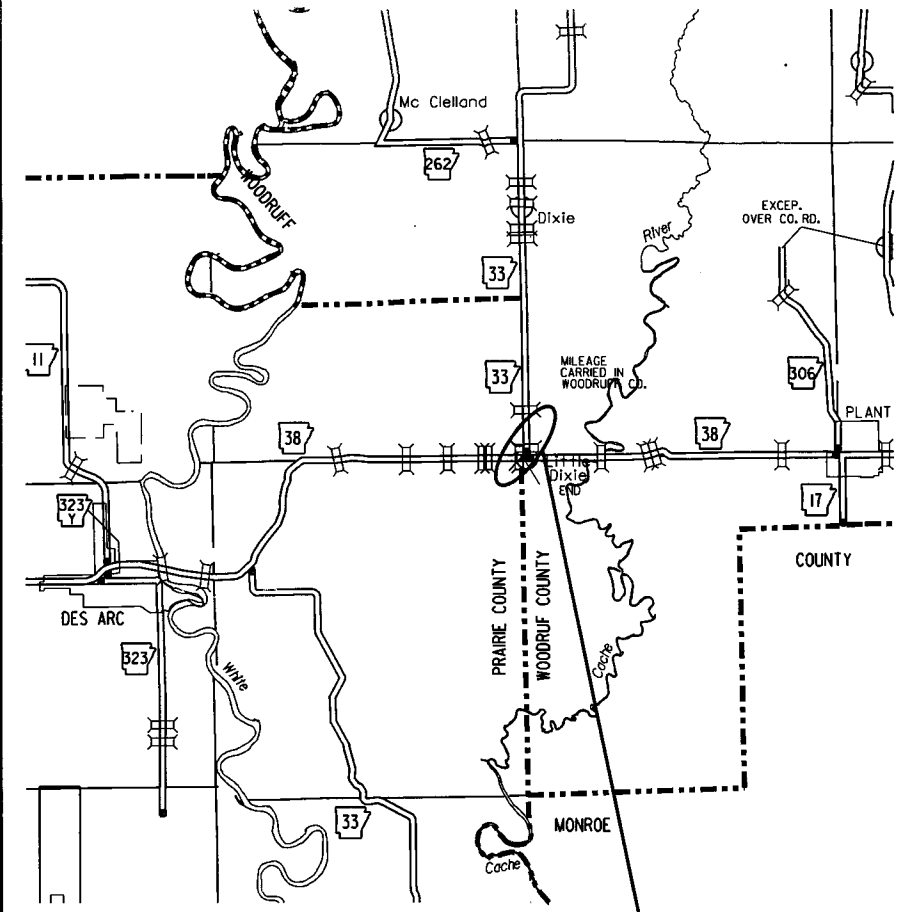 Mc Clelland
262
WOODRUFF
EXCEP.
OVER CO. RD.
Dixie
River
33
11
33
MILEAGE
CARRIED IN
WOODRUFF CO.
306
PLANT
38
38
Little
Dixie
END
323
Y
17
COUNTY
PRAIRIE COUNTY
WOODRUF COUNTY
DES ARC
323
White
Cache
33
MONROE
Cache